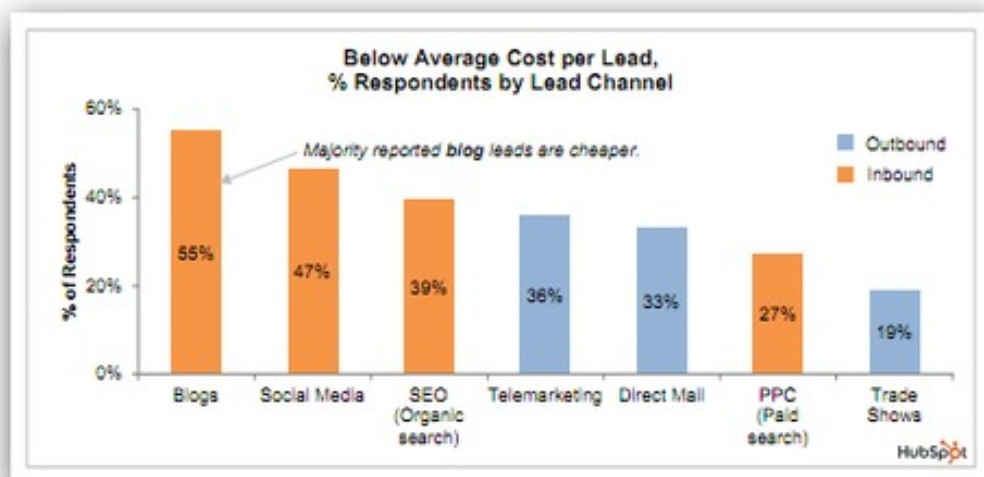 Below Average Cost per Lead,
% Respondents by Lead Channel
60%
Majority reported blog leads are cheaper.
Outbound
Inbound
40%
% of Respondents
55%
47%
39%
36%
33%
27%
19%
20%
0%
Blogs
Social Media
SEO
(Organic
search)
Telemarketing
Direct Mail
PPC
(Paid
search)
Trade
Shows
HubSpot